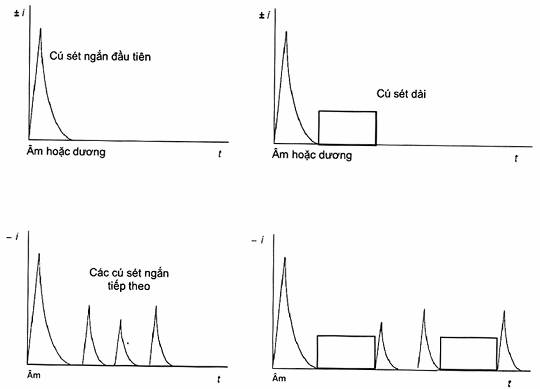 ± i
Cú sét ngắn đầu tiên
Âm hoặc dương
t
± i
Cú sét dài
Âm hoặc dương
t
– i
Các cú sét ngắn
tiếp theo
Âm
t
– i
Âm
t